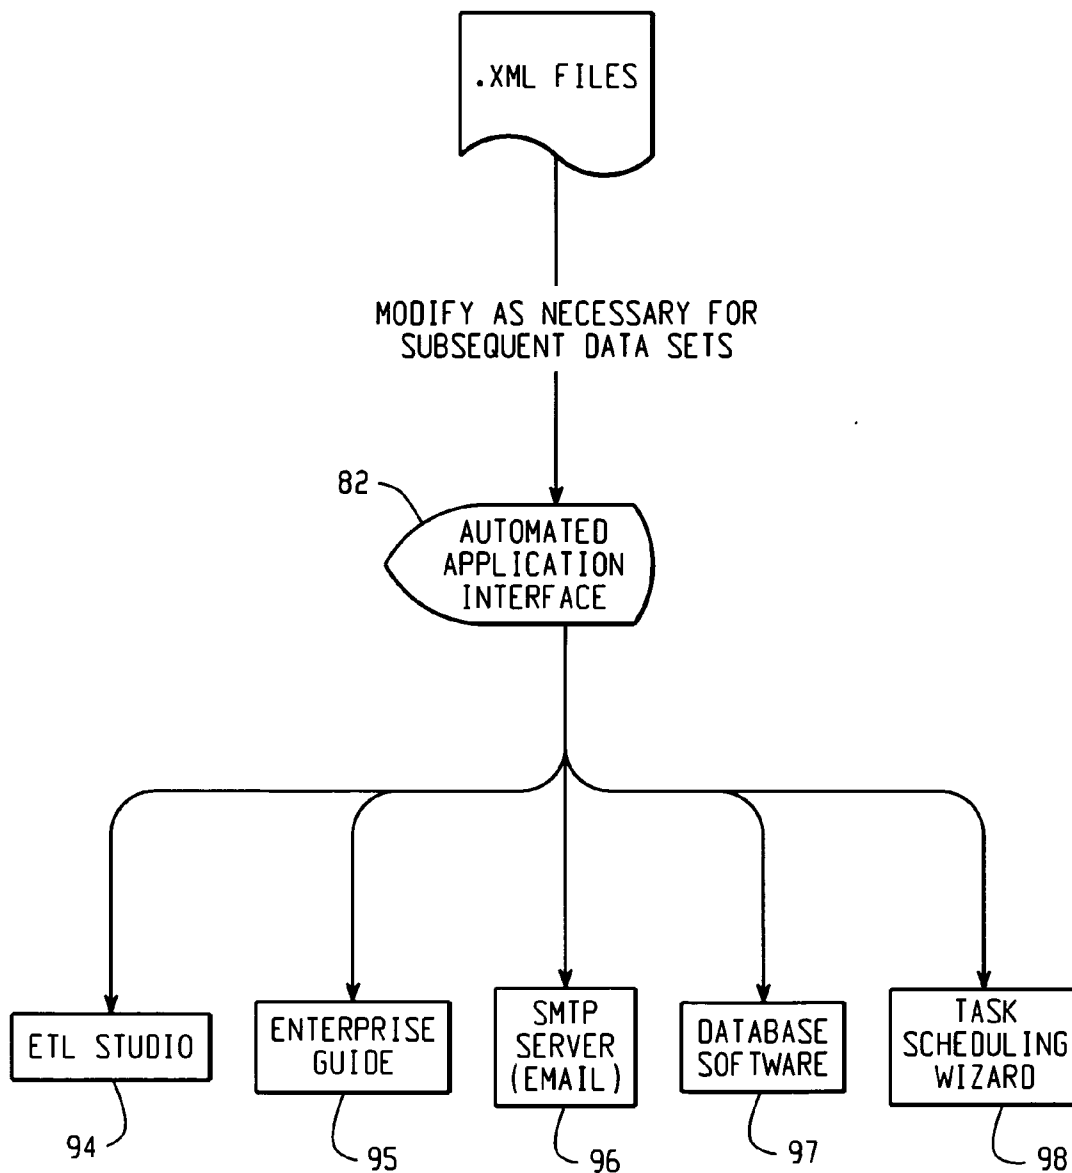 .XML FILES
MODIFY AS NECESSARY FOR
SUBSEQUENT DATA SETS
82
AUTOMATED
APPLICATION
INTERFACE
ETL STUDIO
ENTERPRISE
GUIDE
SMTP
SERVER
(EMAIL)
DATABASE
SOFTWARE
TASK
SCHEDULING
WIZARD
94
95
96
97
98